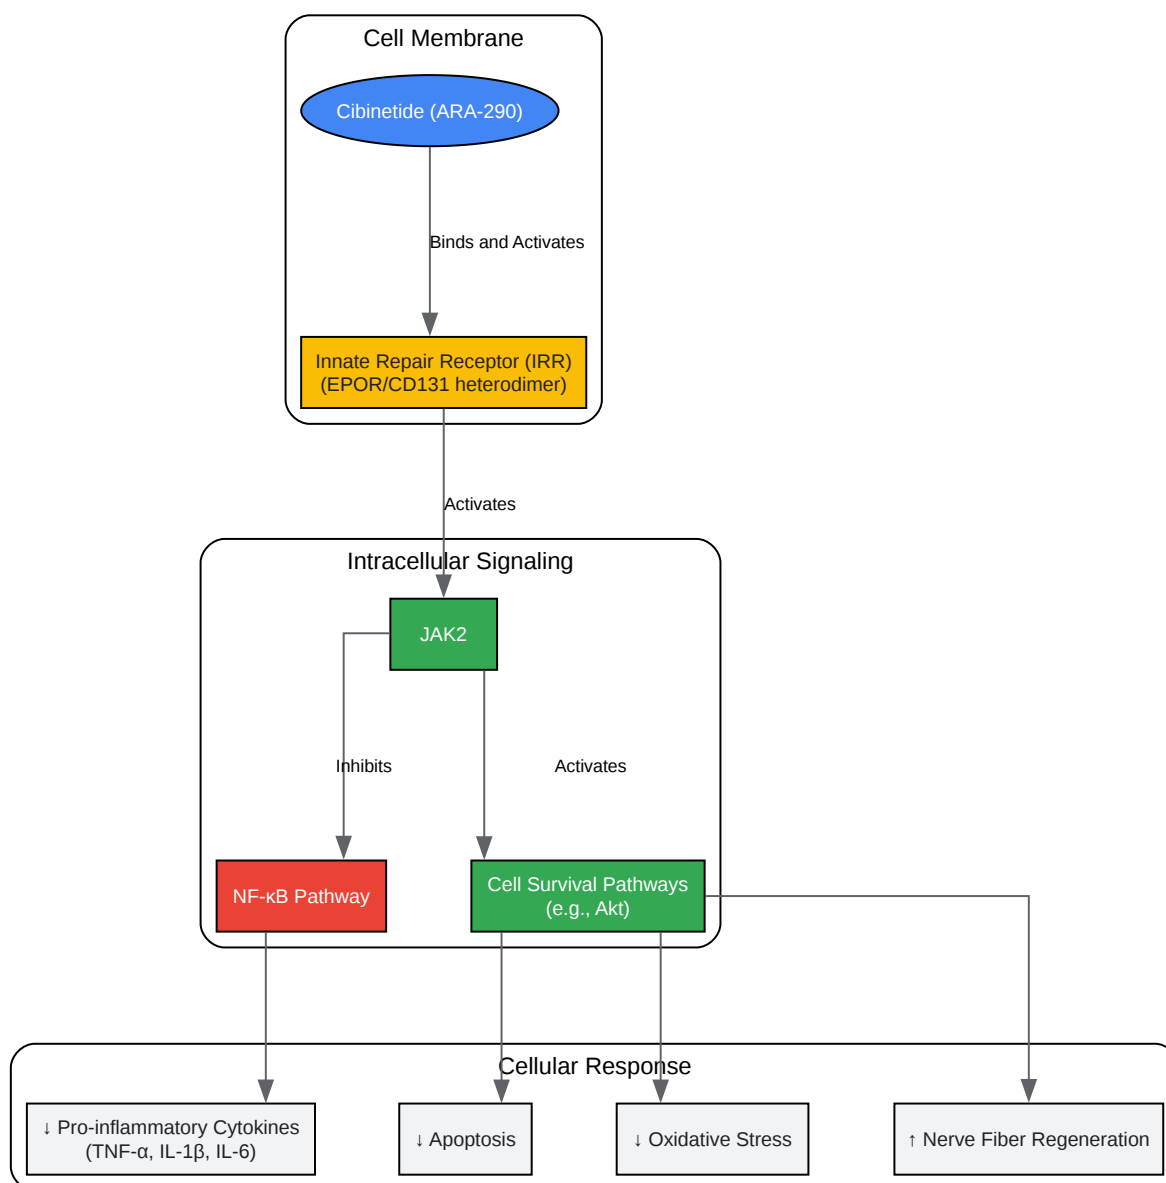 Cell Membrane
Cibinetide (ARA-290)
Binds and Activates
Innate Repair Receptor (IRR)
(EPOR/CD131 heterodimer)
Activates
Intracellular Signaling
JAK2
Inhibits
Activates
NF-κB Pathway
Cell Survival Pathways
(e.g., Akt)
Cellular Response
↓ Pro-inflammatory Cytokines
(TNF-α, IL-1β, IL-6)
↓ Apoptosis
↓ Oxidative Stress
↑ Nerve Fiber Regeneration